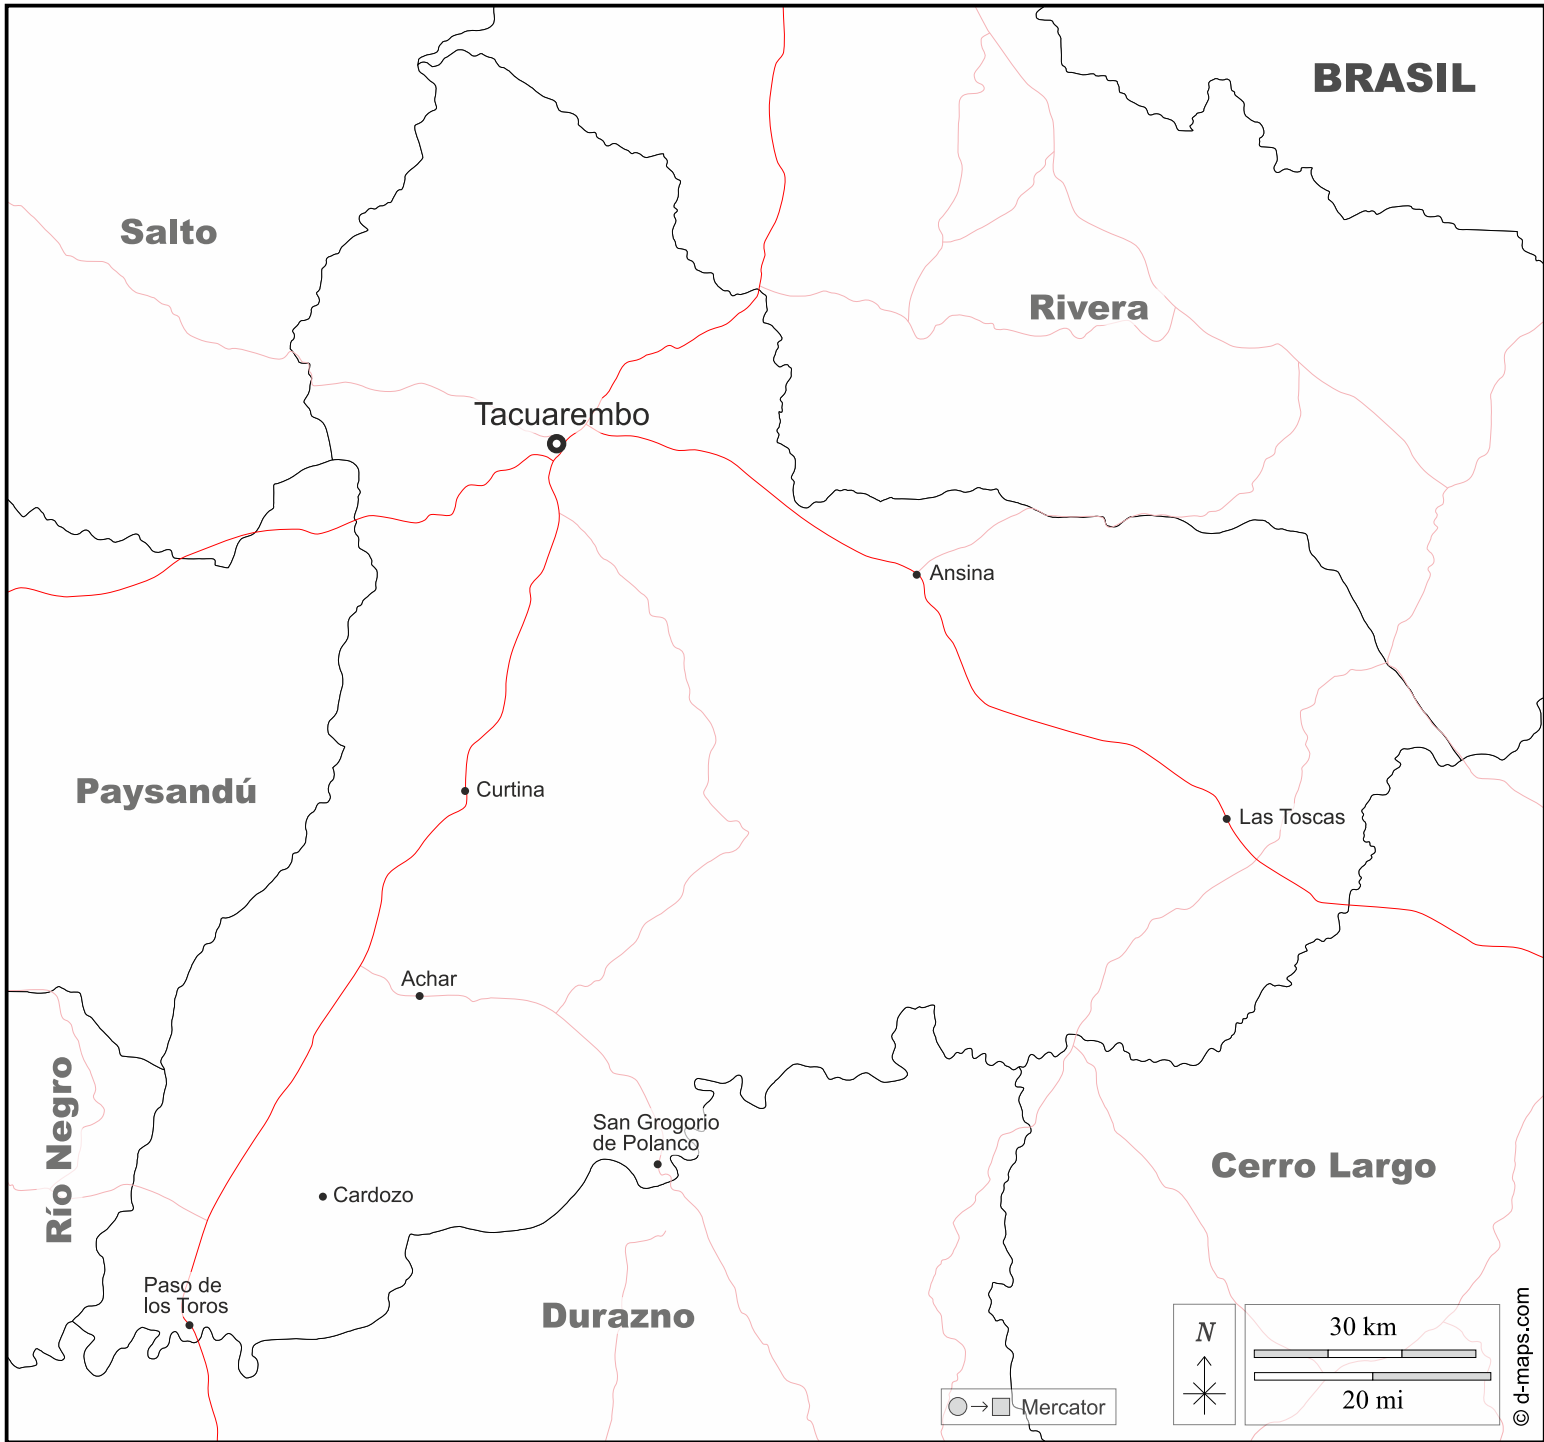 BRASIL
Salto
Rivera
Tacuarembo
Ansina
Paysandú
Curtina
Las Toscas
Achar
Río Negro
San Grogorio
de Polanco
Cerro Largo
Cardozo
Paso de
los Toros
Durazno
N
30 km
20 mi
Mercator
© d-maps.com